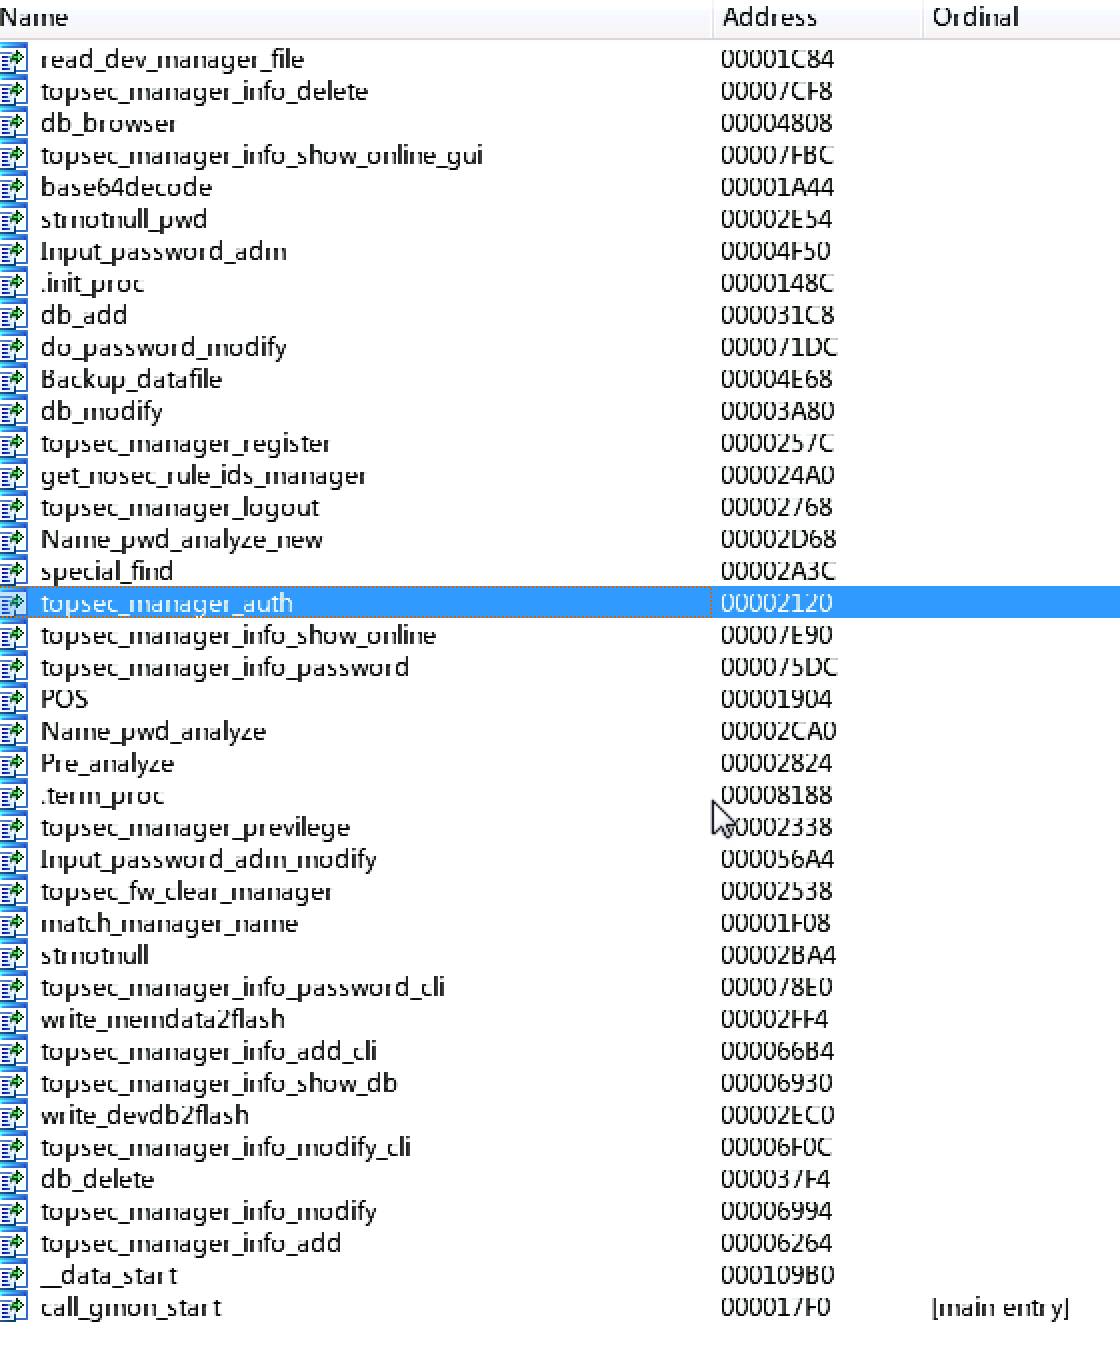 Name Address Ordinal
read_dev_manager_file 00001C84
topsec_manager_info_delete 00007CF8
db_browser 00004808
topsec_manager_info_show_online_gui 00007FBC
base64decode 00001A44
strnotnull_pwd 00002E54
Input_password_adm 00004F50
.init_proc 0000148C
db_add 000031C8
do_password_modify 000071DC
Backup_datafile 00004E68
db_modify 00003A80
topsec_manager_register 0000257C
get_nosec_rule_ids_manager 000024A0
topsec_manager_logout 00002768
Name_pwd_analyze_new 00002D68
special_find 00002A3C
topsec_manager_auth 00002120
topsec_manager_info_show_online 00007E90
topsec_manager_info_password 000075DC
POS 00001904
Name_pwd_analyze 00002CA0
Pre_analyze 00002824
.term_proc 00008188
topsec_manager_previlege 00002338
Input_password_adm_modify 000056A4
topsec_fw_clear_manager 00002538
match_manager_name 00001F08
strnotnull 00002BA4
topsec_manager_info_password_cli 000078E0
write_memdata2flash 00002FF4
topsec_manager_info_add_cli 000066B4
topsec_manager_info_show_db 00006930
write_devdb2flash 00002EC0
topsec_manager_info_modify_cli 00006F0C
db_delete 000037F4
topsec_manager_info_modify 00006994
topsec_manager_info_add 00006264
__data_start 000109B0
call_gmon_start 000017F0 [main entry]